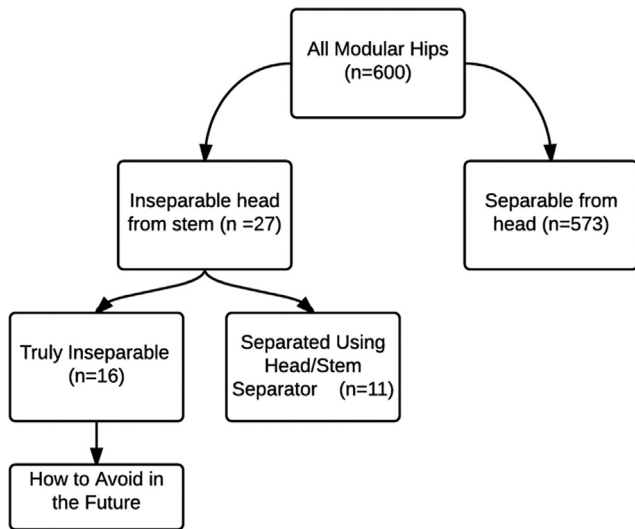 All Modular Hips
(n=600)
Inseparable head
from stem (n =27)
Separable from
head (n=573)
Truly Inseparable
(n=16)
Separated Using
Head/Stem
Separator (n=11)
How to Avoid in
the Future